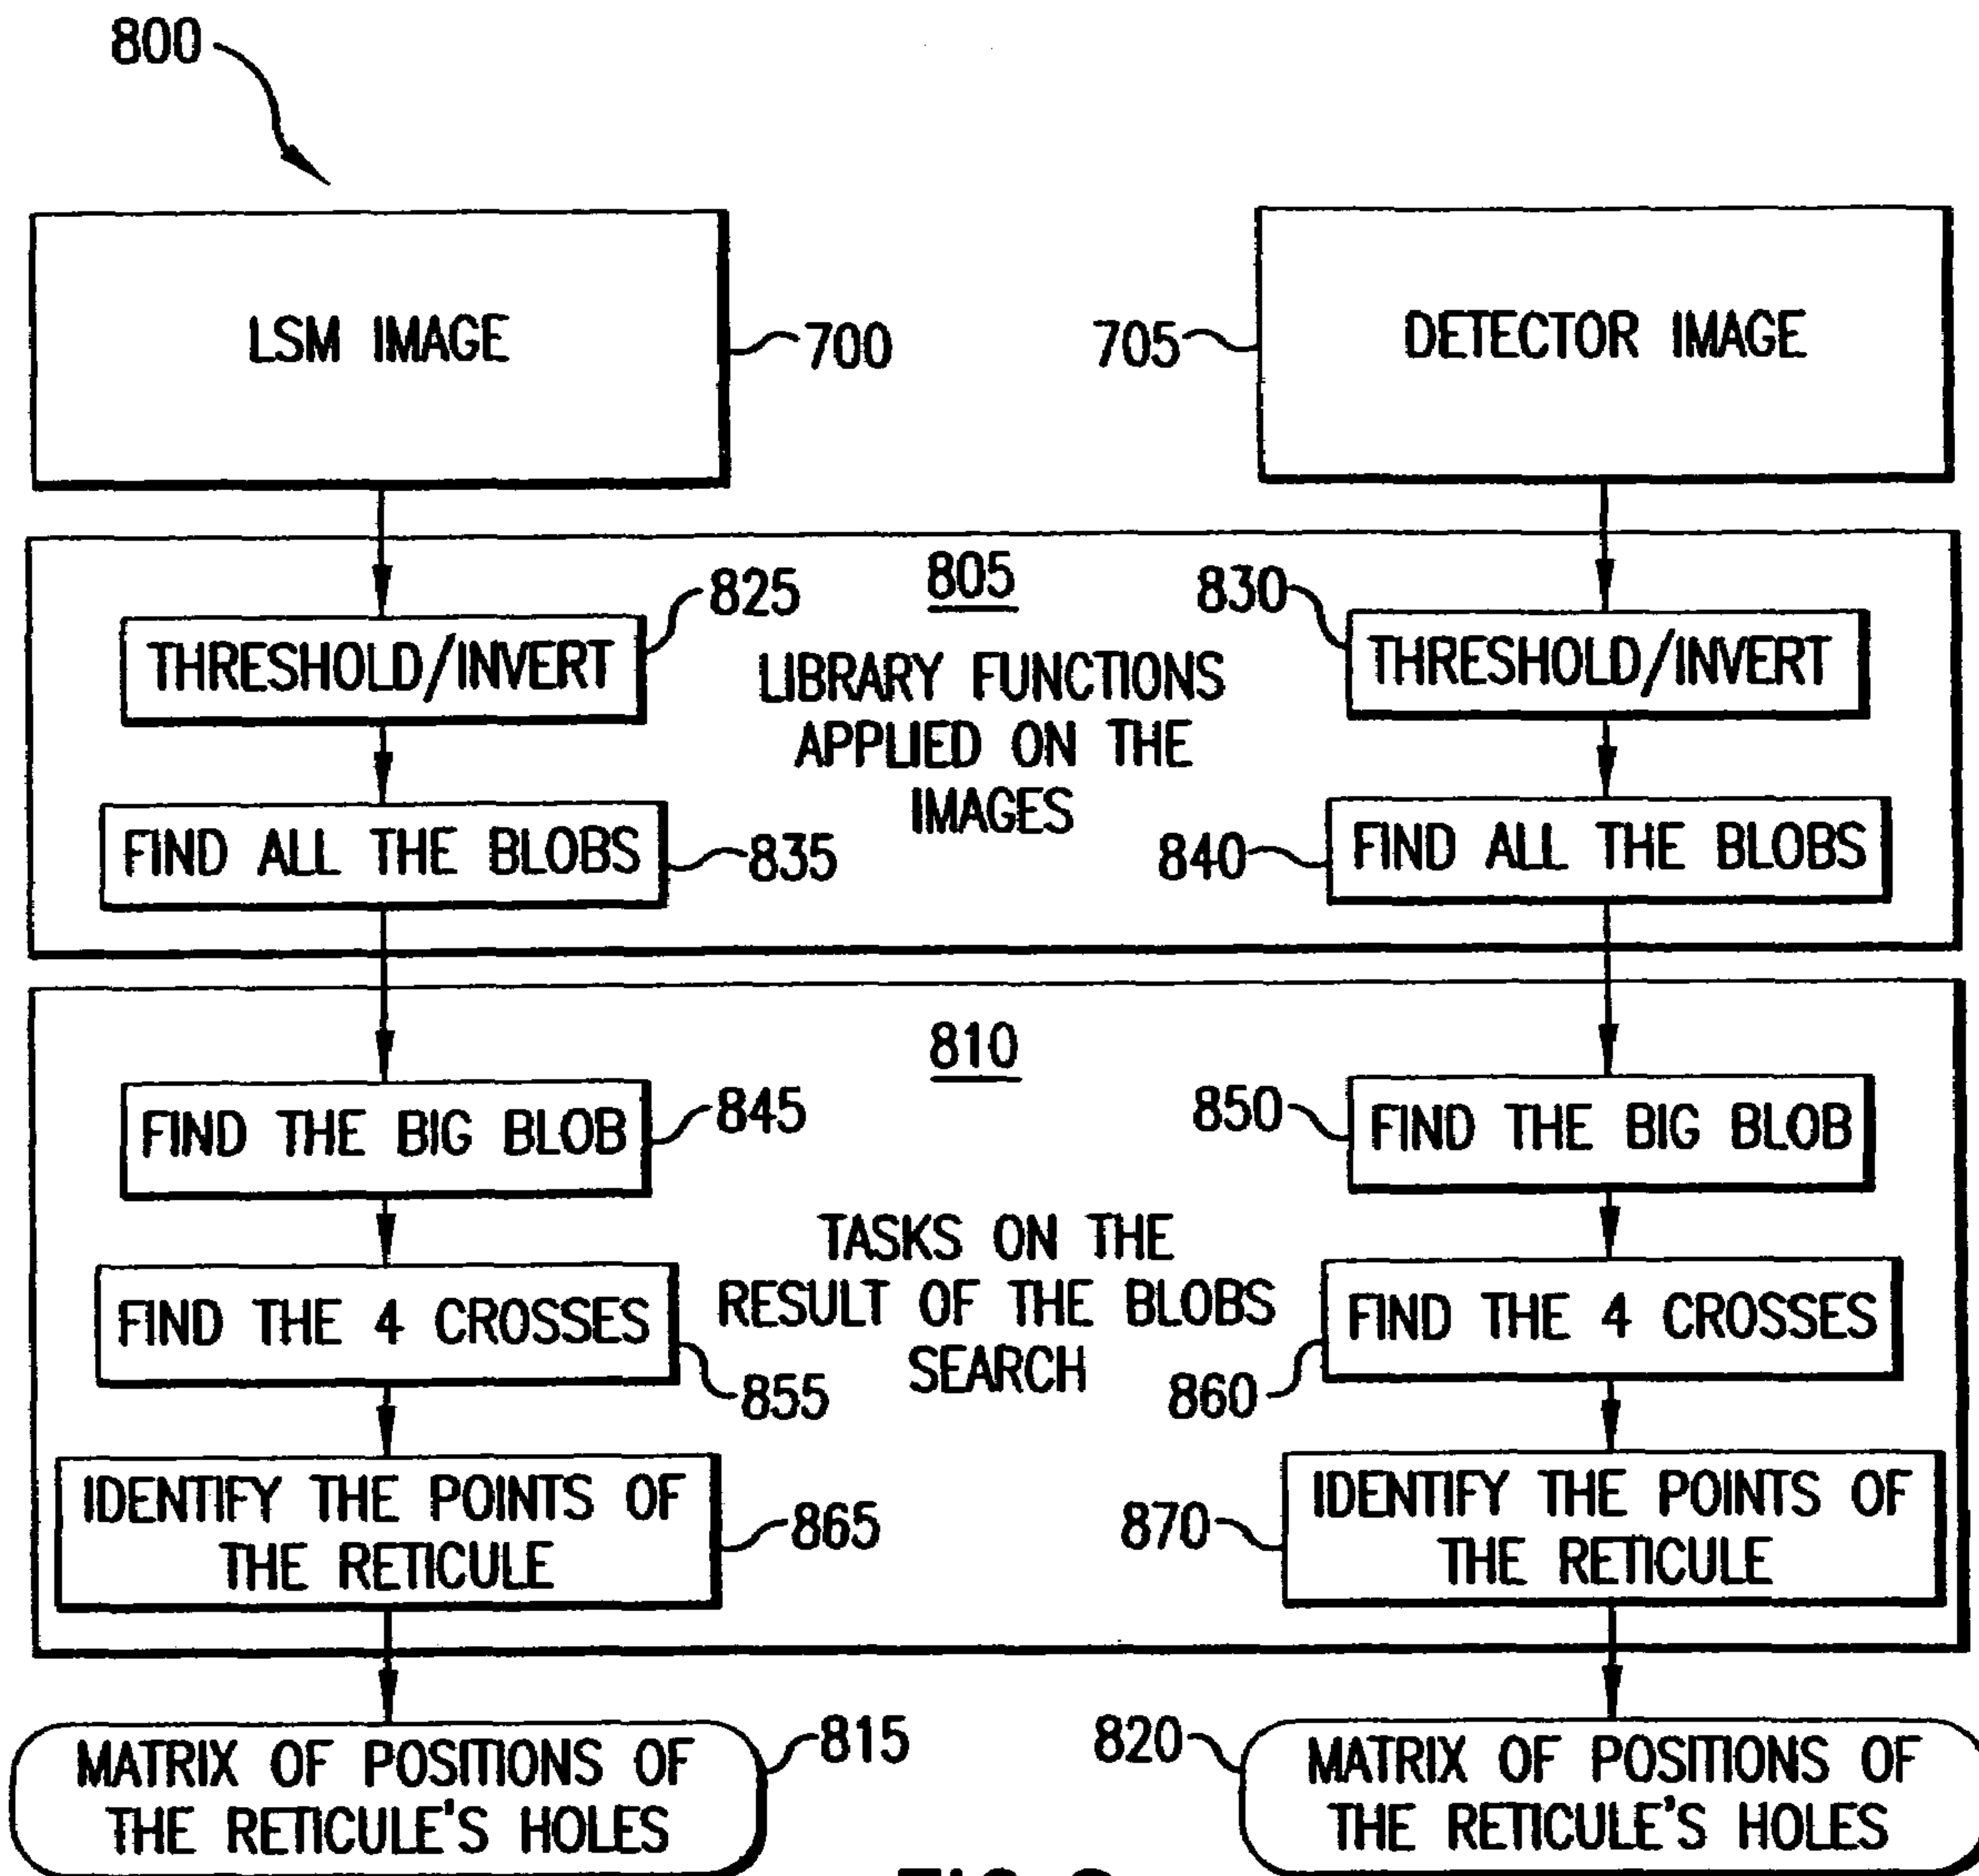 800
LSM IMAGE
700
705
DETECTOR IMAGE
805
LIBRARY FUNCTIONS
APPLIED ON THE
IMAGES
825
THRESHOLD/INVERT
830
THRESHOLD/INVERT
FIND ALL THE BLOBS
835
840
FIND ALL THE BLOBS
810
FIND THE BIG BLOB
845
850
FIND THE BIG BLOB
TASKS ON THE
RESULT OF THE BLOBS
SEARCH
FIND THE 4 CROSSES
855
860
FIND THE 4 CROSSES
IDENTIFY THE POINTS OF
THE RETICULE
865
870
IDENTIFY THE POINTS OF
THE RETICULE
MATRIX OF POSITIONS OF
THE RETICULE'S HOLES
815
820
MATRIX OF POSITIONS OF
THE RETICULE'S HOLES